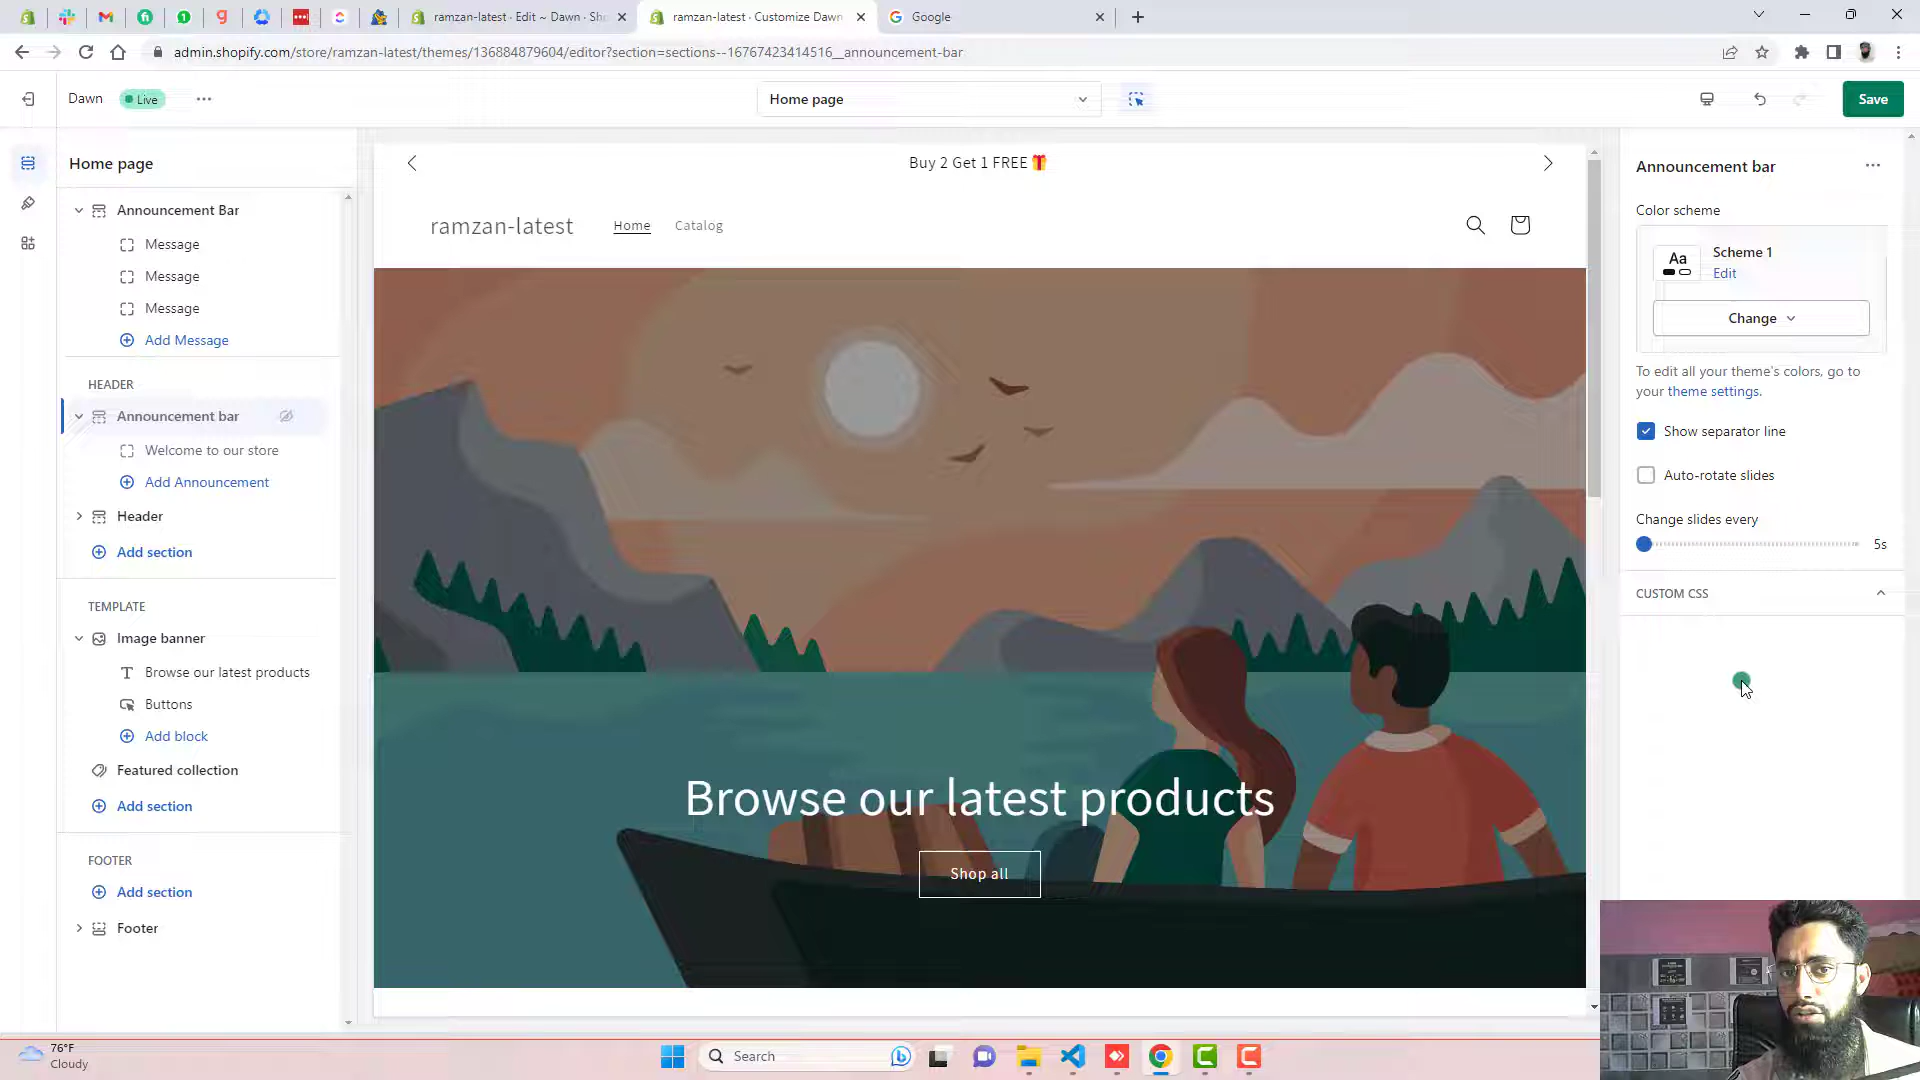 ramzan-latest · Edit ~ Dawn · Sh
ramzan-latest · Customize Dawn
Google
admin.shopify.com/store/ramzan-latest/themes/136884879604/editor?section=sections--16767423414516__announcement-bar
Dawn
Live
Home page
Save
Home page
Announcement Bar
Message
Message
Message
Add Message
HEADER
Announcement bar
Welcome to our store
Add Announcement
Header
Add section
TEMPLATE
Image banner
Browse our latest products
Buttons
Add block
Featured collection
Add section
FOOTER
Add section
Footer
Buy 2 Get 1 FREE🎁
ramzan-latest
Home
Catalog
Browse our latest products
Shop all
Announcement bar
Color scheme
Aa
Scheme 1
Edit
Change
To edit all your theme's colors, go to
your theme settings.
Show separator line
Auto-rotate slides
Change slides every
5s
CUSTOM CSS
76°F
Cloudy
Search